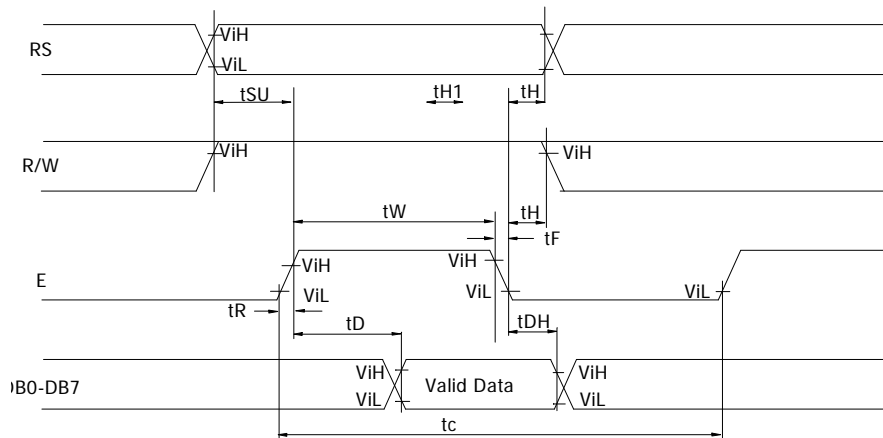 RS
ViH
ViL
tSU
tH1
tH
R/W
ViH
ViH
tW
tH
tF
E
ViH
ViL
ViH
ViL
ViL
tR
tD
tDH
DB0-DB7
ViH
ViL
Valid Data
ViH
ViL
tc